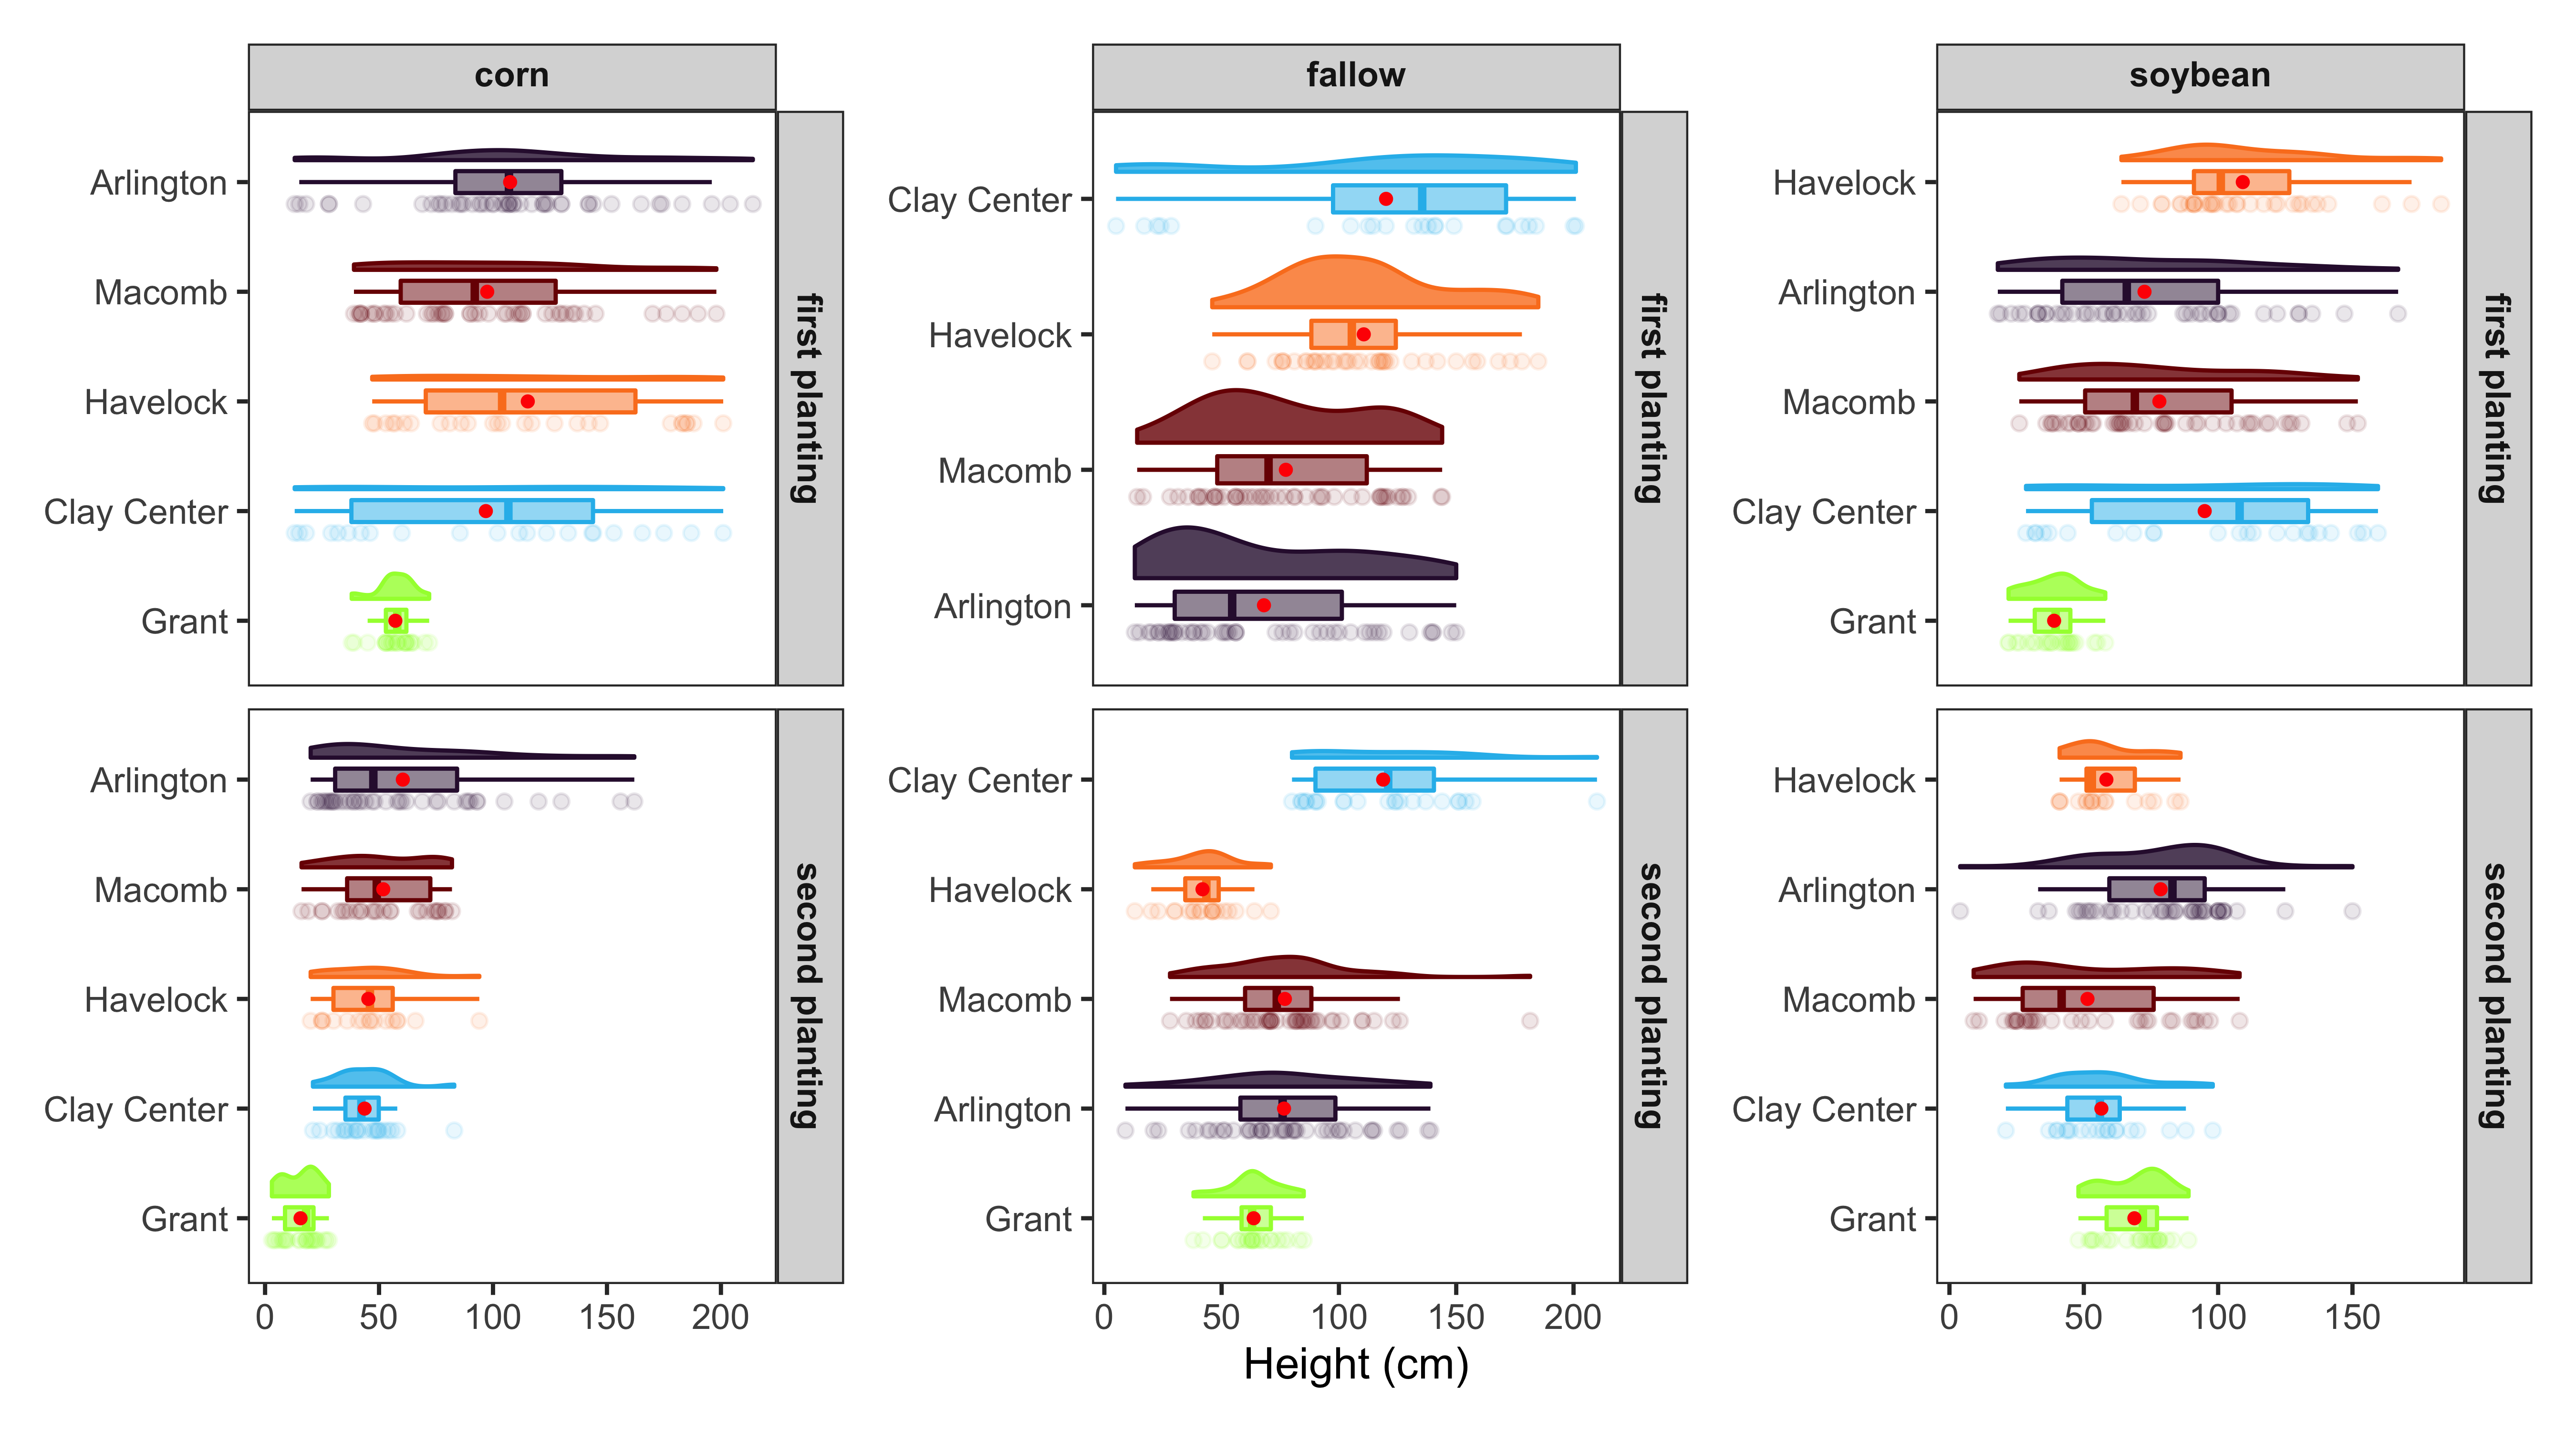 corn
fallow
soybean
Arlington
Macomb
Havelock
Clay Center
Grant
first planting
Clay Center
Havelock
Macomb
Arlington
first planting
Havelock
Arlington
Macomb
Clay Center
Grant
first planting
Arlington
Macomb
Havelock
Clay Center
Grant
second planting
Clay Center
Havelock
Macomb
Arlington
Grant
second planting
Havelock
Arlington
Macomb
Clay Center
Grant
second planting
0 50 100 150 200
0 50 100 150 200
0 50 100 150
Height (cm)